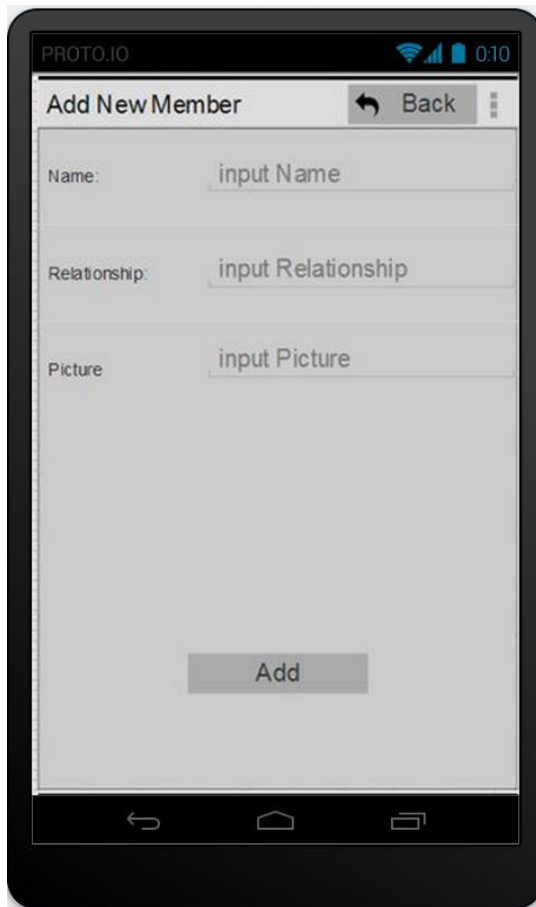 PROTO.IO 0:10
Add New Member Back
Name: input Name
Relationship: input Relationship
Picture input Picture
Add